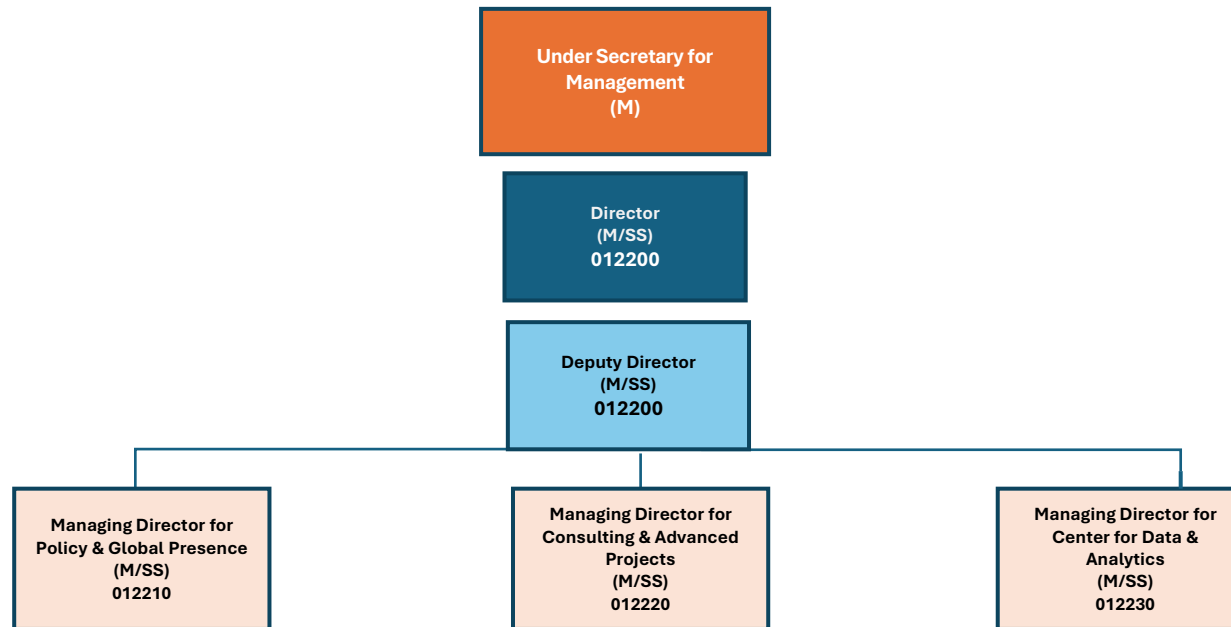 Under Secretary for
Management
(M)
Director
(M/SS)
012200
Deputy Director
(M/SS)
012200
Managing Director for
Policy & Global Presence
(M/SS)
012210
Managing Director for
Consulting & Advanced
Projects
(M/SS)
012220
Managing Director for
Center for Data &
Analytics
(M/SS)
012230